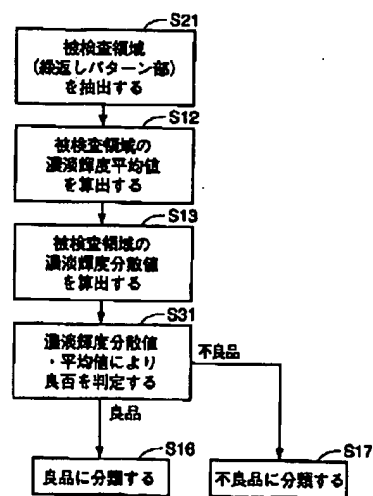 S21
被検査領域
(繰返しパターン部)
を抽出する
S12
被検査領域の
濃淡輝度平均値
を算出する
S13
被検査領域の
濃淡輝度分散値
を算出する
S31
濃淡輝度分散値
・平均値により
良否を判定する
不良品
良品
S16
良品に分類する
S17
不良品に分類する